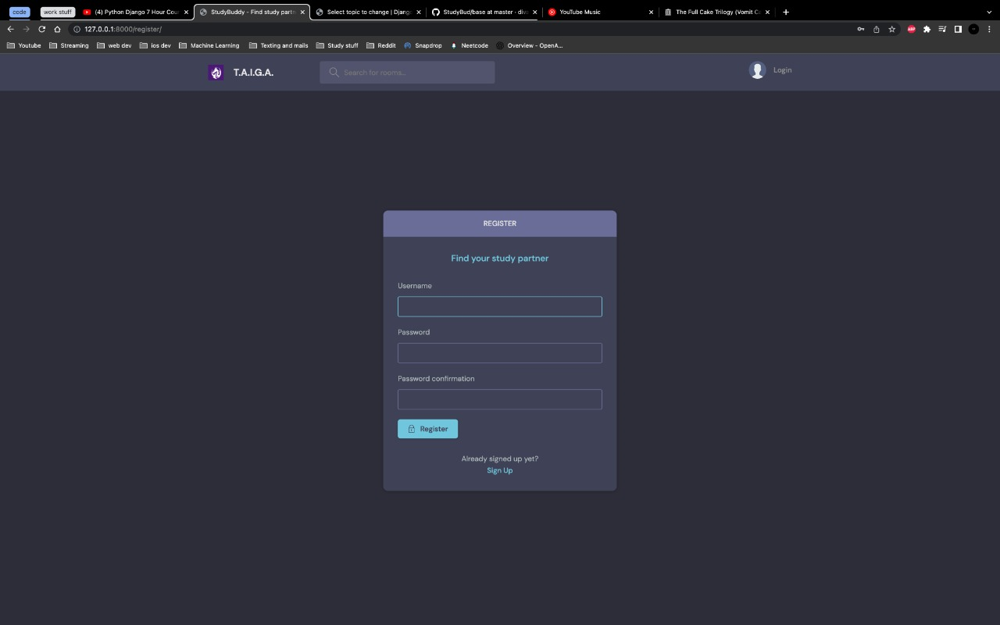 code
work stuff
(4) Python Django 7 Hour Cou
StudyBuddy - Find study partn
Select topic to change | Djang
StudyBud/base at master · diva
YouTube Music
The Full Cake Trilogy (Vomit Ca
127.0.0.1:8000/register/
ABP
Youtube
Streaming
web dev
ios dev
Machine Learning
Texting and mails
Study stuff
Reddit
Snapdrop
Neetcode
Overview - OpenA...
T.A.I.G.A.
Search for rooms...
Login
REGISTER
Find your study partner
Username
Password
Password confirmation
Register
Already signed up yet?
Sign Up